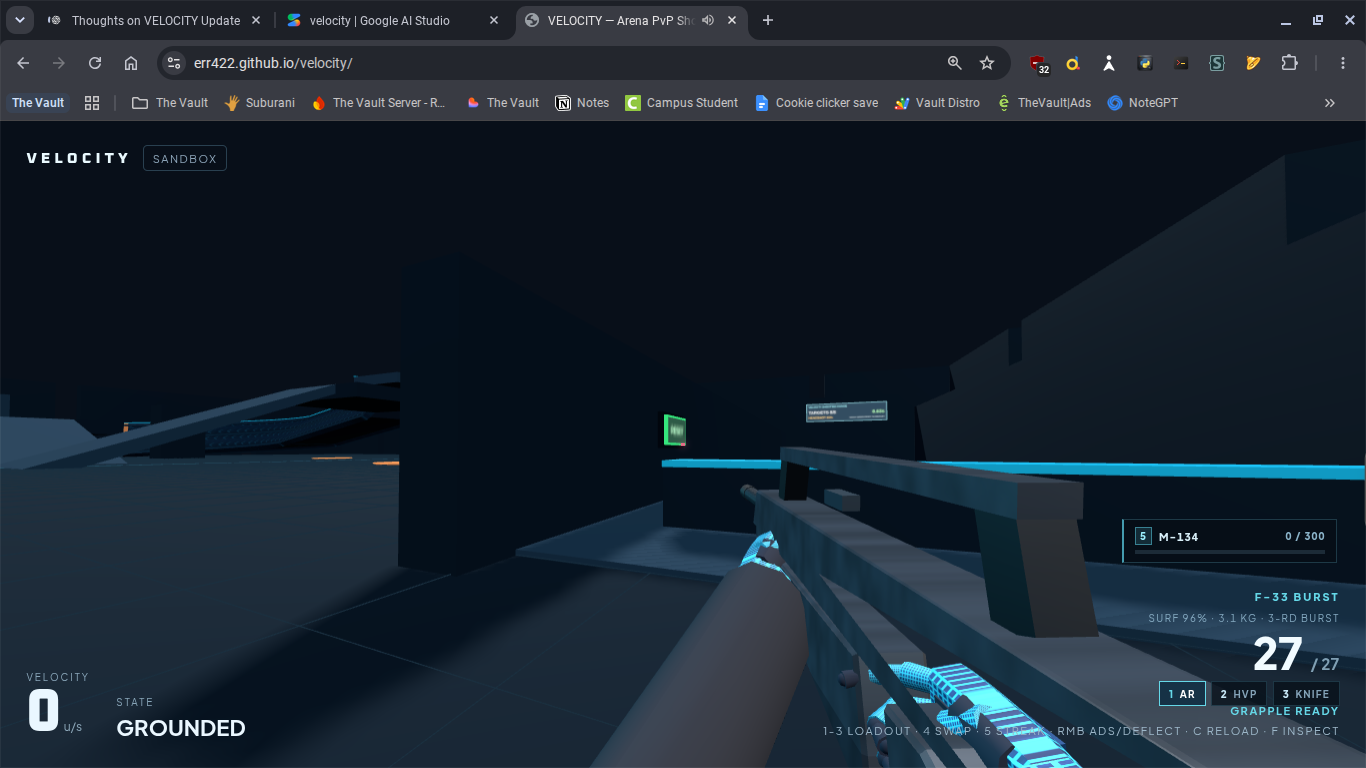 Thoughts on VELOCITY Update
velocity | Google AI Studio
VELOCITY — Arena PvP Sh
err422.github.io/velocity/
32
The Vault
The Vault
Suburani
The Vault Server - R...
The Vault
Notes
Campus Student
Cookie clicker save
Vault Distro
TheVault|Ads
NoteGPT
VELOCITY
SANDBOX
5 M-134 0 / 300
F-33 BURST
SURF 96% · 3.1 KG · 3-RD BURST
27 / 27
1 AR 2 HVP 3 KNIFE
GRAPPLE READY
1-3 LOADOUT · 4 SWAP · 5 STREAK · RMB ADS/DEFLECT · C RELOAD · F INSPECT
VELOCITY
0 u/s
STATE
GROUNDED